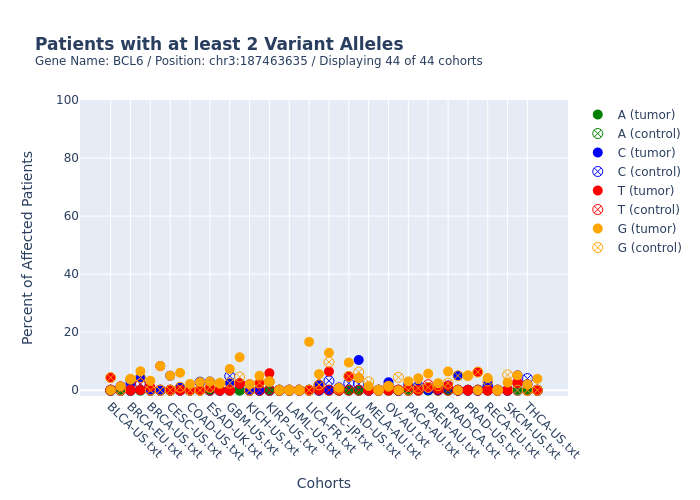 Patients with at least 2 Variant Alleles
Gene Name: BCL6 / Position: chr3:187463635 / Displaying 44 of 44 cohorts
100
80
60
40
20
0
Percent of Affected Patients
BLCA-US.txt
BRCA-EU.txt
BRCA-US.txt
CESC-US.txt
COAD-US.txt
ESAD-UK.txt
GBM-US.txt
KICH-US.txt
KIRP-US.txt
LAML-US.txt
LICA-FR.txt
LINC-JP.txt
LUAD-US.txt
MELA-AU.txt
OV-AU.txt
PACA-AU.txt
PAEN-AU.txt
PRAD-CA.txt
PRAD-US.txt
RECA-EU.txt
SKCM-US.txt
THCA-US.txt
Cohorts
A (tumor)
A (control)
C (tumor)
C (control)
T (tumor)
T (control)
G (tumor)
G (control)